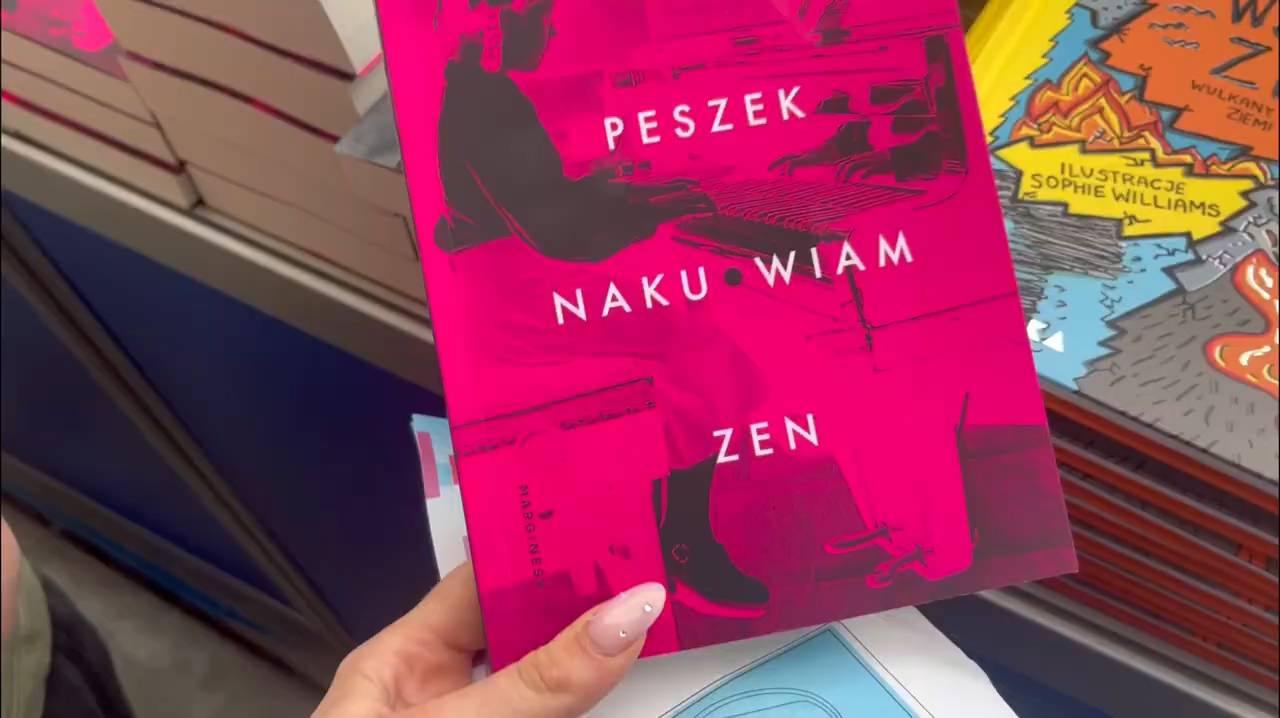 PESZEK
NAKU•WIAM
ZEN
MARGINESY
WULKANY
ZIEMI
ILUSTRACJE
SOPHIE WILLIAMS